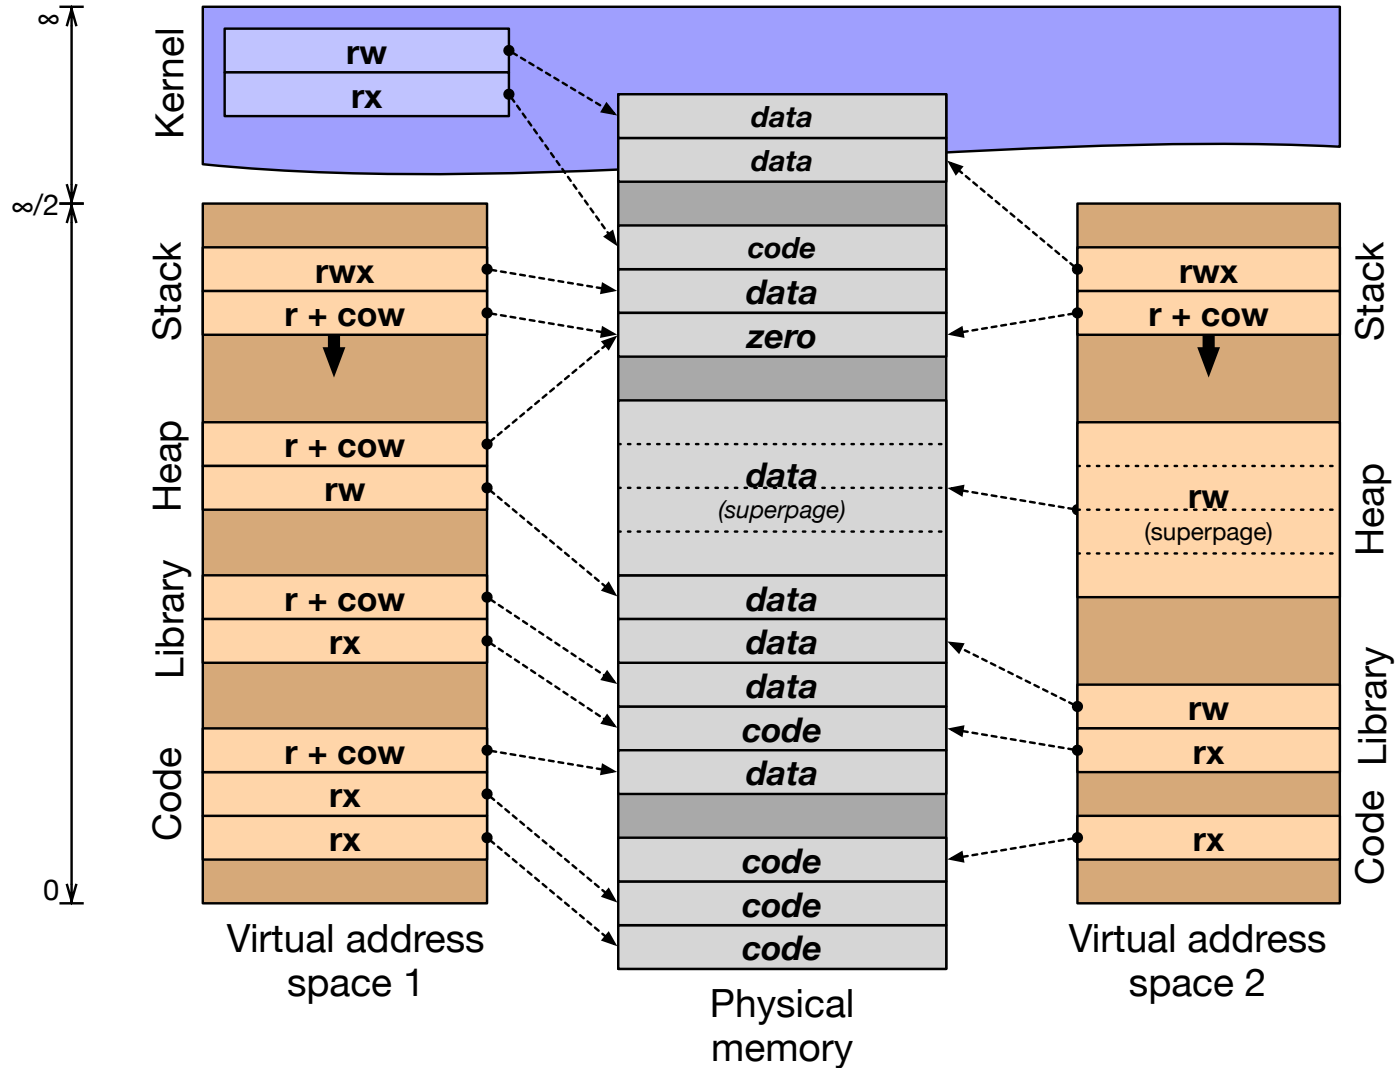 ∞
Kernel
rw
rx
∞/2
0
Stack
rwx
r + cow
Heap
r + cow
rw
Library
r + cow
rx
Code
r + cow
rx
rx
Virtual address
space 1
data
data
code
data
zero
data
(superpage)
data
data
data
code
data
code
code
code
Physical
memory
Stack
rwx
r + cow
Heap
rw
(superpage)
Library
rw
rx
Code
rx
Virtual address
space 2